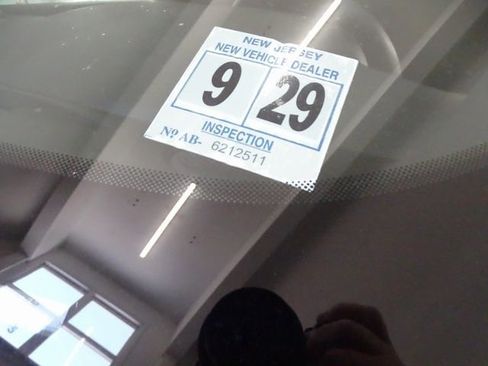 NEW JERSEY
NEW VEHICLE DEALER
9 29
INSPECTION
Nº AB- 6212511